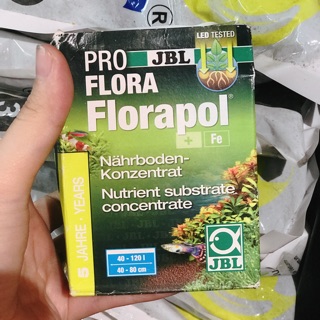 LED TESTED
PRO JBL
FLORA
Florapol®
+ Fe
Nährboden-
Konzentrat
Nutrient substrate
concentrate
5 JAHRE · YEARS
40 - 120 l
40 - 80 cm
JBL
R